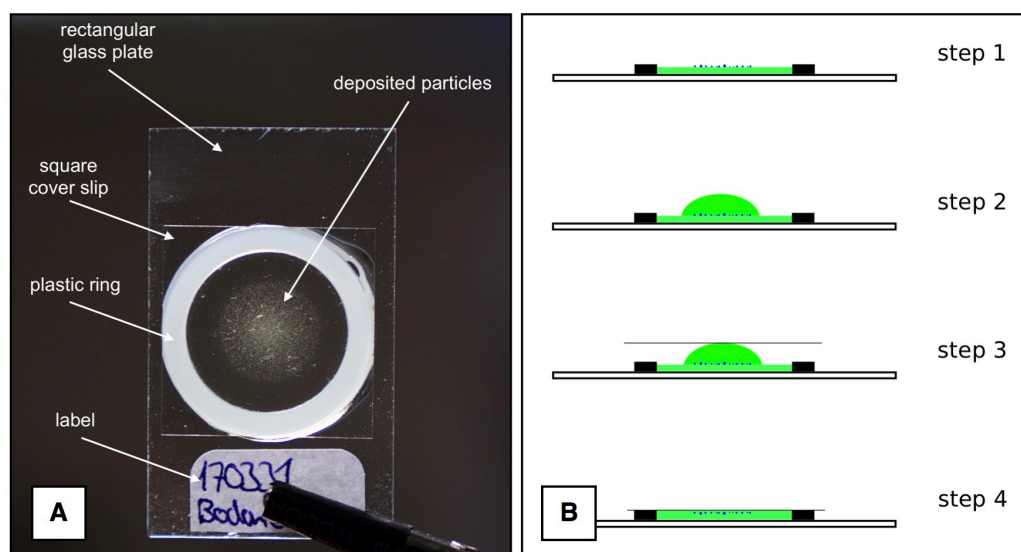 rectangular
glass plate
deposited particles
square
cover slip
plastic ring
label
170331
A
step 1
step 2
step 3
step 4
B